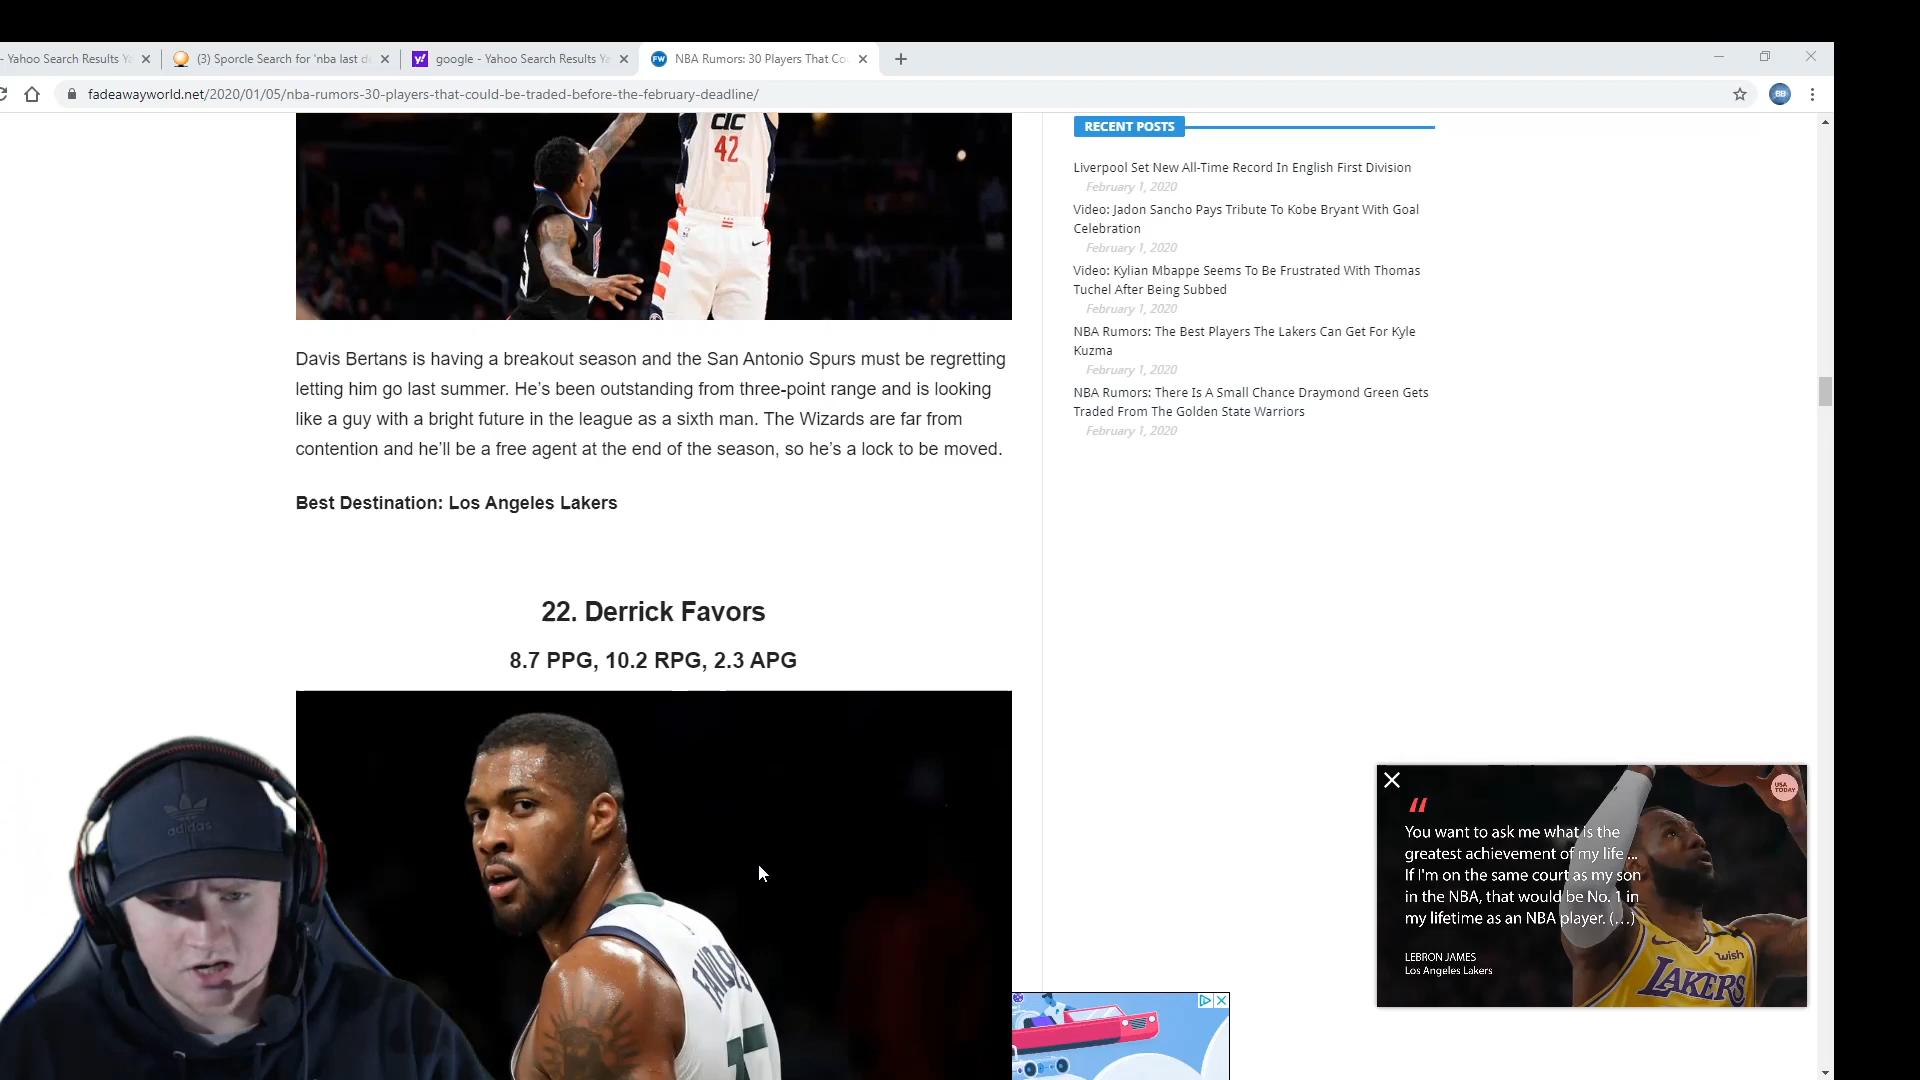 - Yahoo Search Results Ya
(3) Sporcle Search for 'nba last d
google - Yahoo Search Results Ya
FW
NBA Rumors: 30 Players That Co
fadeawayworld.net/2020/01/05/nba-rumors-30-players-that-could-be-traded-before-the-february-deadline/
BB
dc
42
RECENT POSTS
Liverpool Set New All-Time Record In English First Division
February 1, 2020
Video: Jadon Sancho Pays Tribute To Kobe Bryant With Goal
Celebration
February 1, 2020
Video: Kylian Mbappe Seems To Be Frustrated With Thomas
Tuchel After Being Subbed
February 1, 2020
NBA Rumors: The Best Players The Lakers Can Get For Kyle
Kuzma
February 1, 2020
NBA Rumors: There Is A Small Chance Draymond Green Gets
Traded From The Golden State Warriors
February 1, 2020
Davis Bertans is having a breakout season and the San Antonio Spurs must be regretting
letting him go last summer. He’s been outstanding from three-point range and is looking
like a guy with a bright future in the league as a sixth man. The Wizards are far from
contention and he’ll be a free agent at the end of the season, so he’s a lock to be moved.
Best Destination: Los Angeles Lakers
22. Derrick Favors
8.7 PPG, 10.2 RPG, 2.3 APG
adidas
FAVORS
USA
TODAY
You want to ask me what is the
greatest achievement of my life ...
If I'm on the same court as my son
in the NBA, that would be No. 1 in
my lifetime as an NBA player. (...)
LEBRON JAMES
Los Angeles Lakers
wish
LAKERS